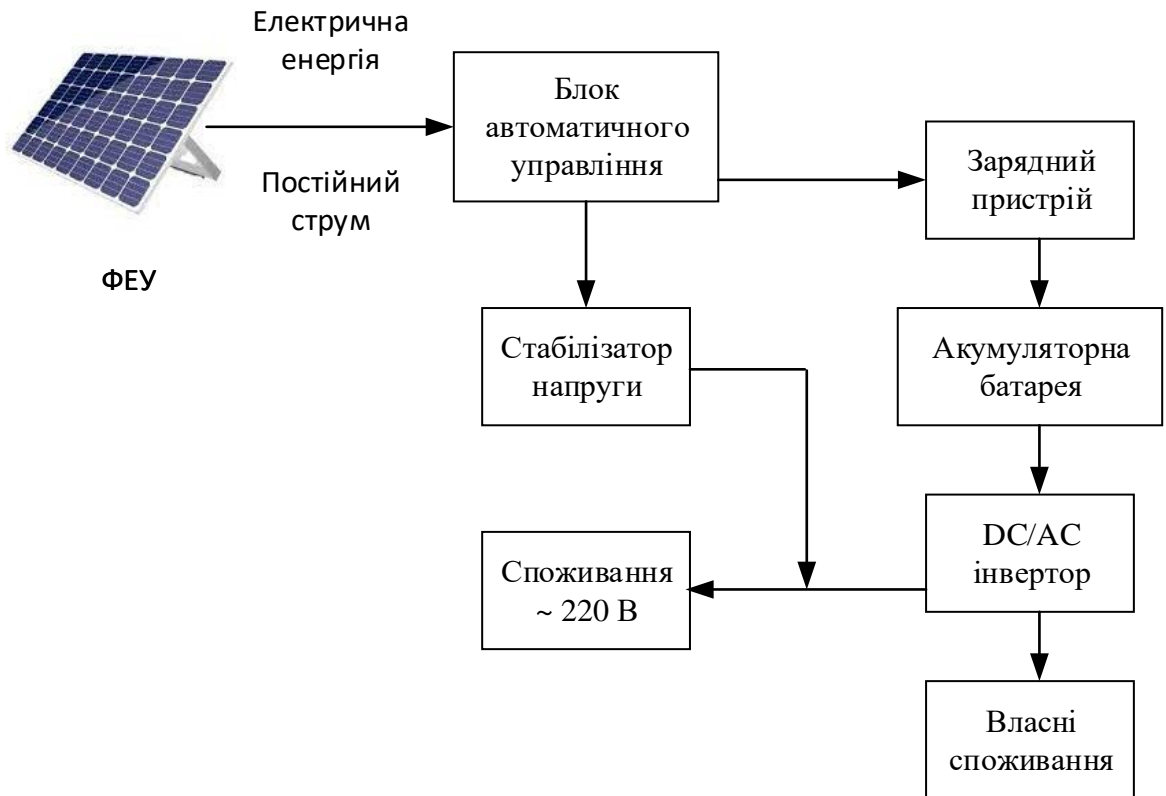 Електрична
енергія
Постійний
струм
ФЕУ
Блок
автоматичного
управління
Зарядний
пристрій
Стабілізатор
напруги
Акумуляторна
батарея
Споживання
~ 220 В
DC/AC
інвертор
Власні
споживання